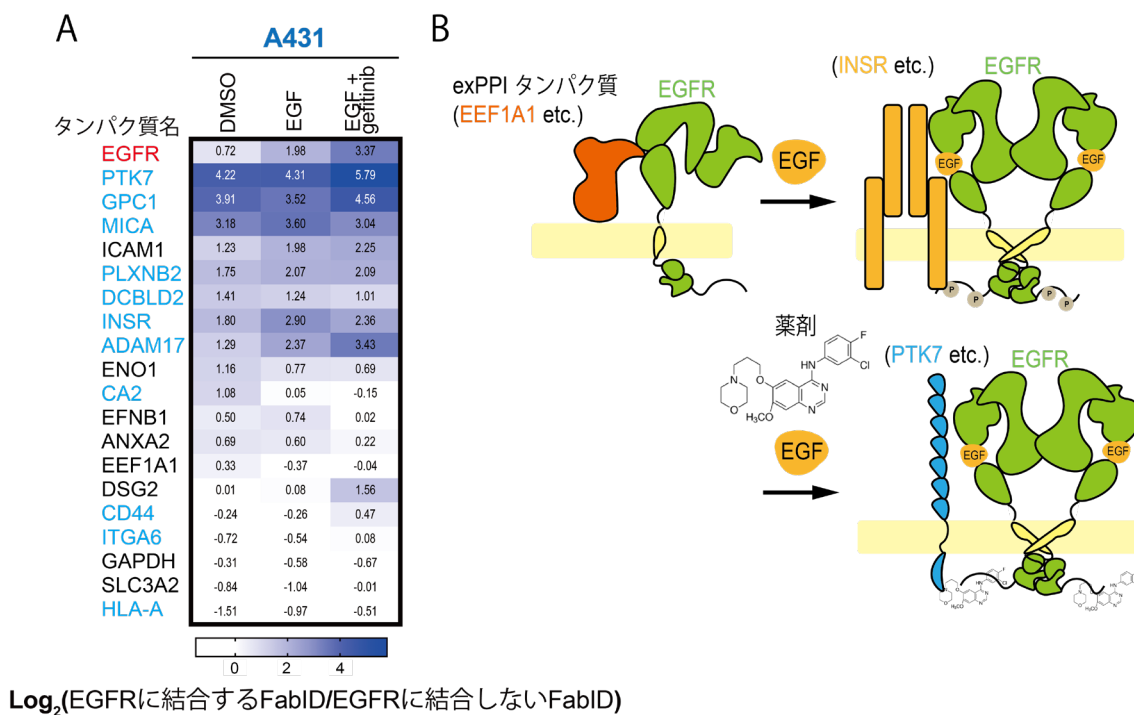 A
A431
タンパク質名
DMSO
EGF
EGF +
gefitinib
EGFR 0.72 1.98 3.37
PTK7 4.22 4.31 5.79
GPC1 3.91 3.52 4.56
MICA 3.18 3.60 3.04
ICAM1 1.23 1.98 2.25
PLXNB2 1.75 2.07 2.09
DCBLD2 1.41 1.24 1.01
INSR 1.80 2.90 2.36
ADAM17 1.29 2.37 3.43
ENO1 1.16 0.77 0.69
CA2 1.08 0.05 -0.15
EFNB1 0.50 0.74 0.02
ANXA2 0.69 0.60 0.22
EEF1A1 0.33 -0.37 -0.04
DSG2 0.01 0.08 1.56
CD44 -0.24 -0.26 0.47
ITGA6 -0.72 -0.54 0.08
GAPDH -0.31 -0.58 -0.67
SLC3A2 -0.84 -1.04 -0.01
HLA-A -1.51 -0.97 -0.51
0 2 4
Log₂(EGFRに結合するFabID/EGFRに結合しないFabID)
B
exPPI タンパク質
(EEF1A1 etc.)
EGFR
EGF
(INSR etc.)
EGFR
EGF
EGF
P
P
P
P
薬剤
HN
F
Cl
N
O
O
N
N
H₃CO
EGF
(PTK7 etc.)
EGFR
EGF
EGF
HN
F
Cl
N
O
O
N
N
H₃CO
HN
N
O
O
N
N
H₃CO